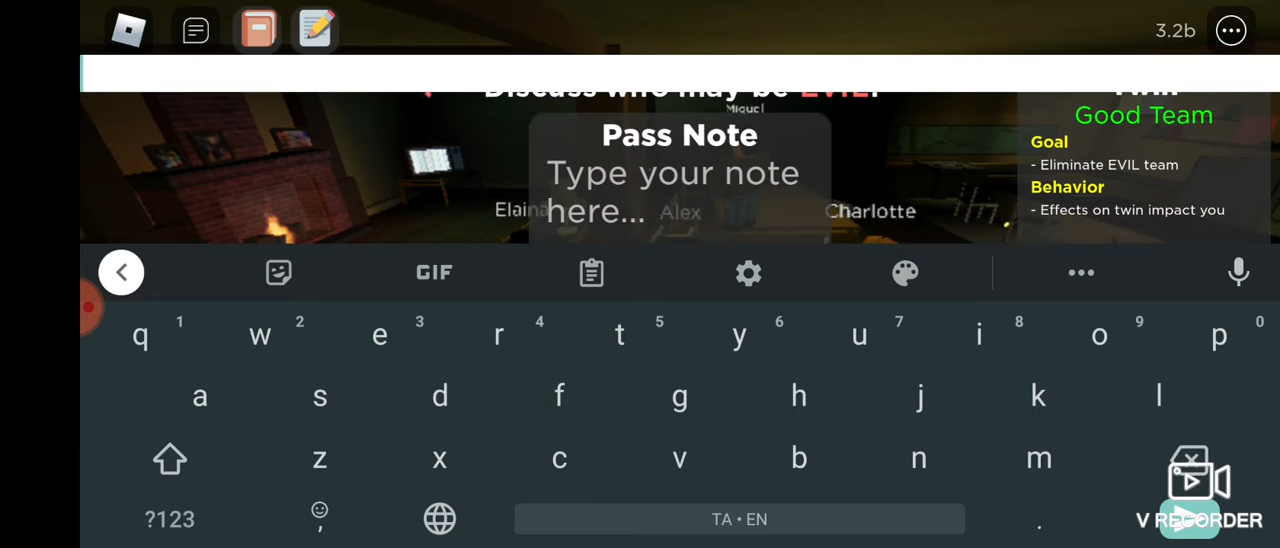 3.2b
Discuss who may be EVIL!
Miguel
Twin
Pass Note
Good Team
Goal
Type your note
- Eliminate EVIL team
Behavior
here...
Elaina
Alex
Charlotte
- Effects on twin impact you
GIF
q 1 w 2 e 3 r 4 t 5 y 6 u 7 i 8 o 9 p 0
a s d f g h j k l
z x c v b n m
?123 , TA • EN .
V RECORDER